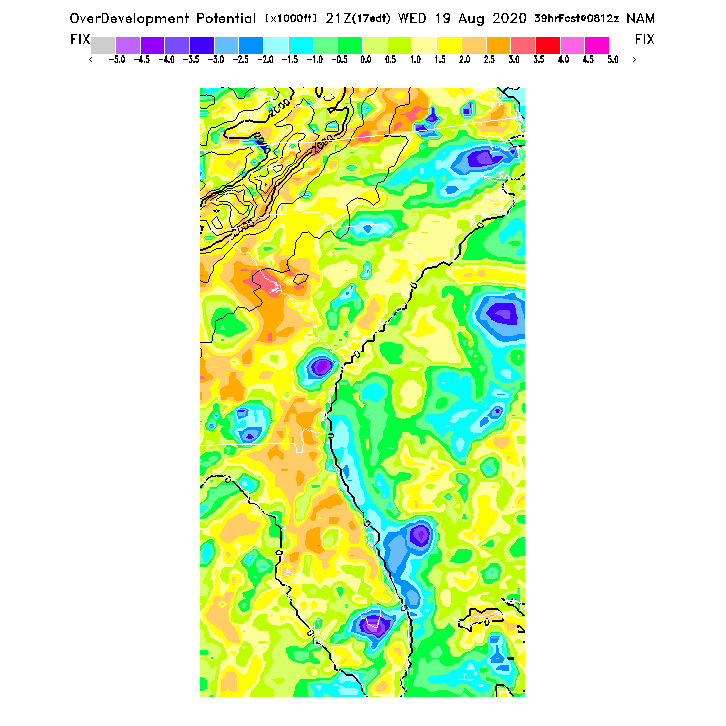 OverDevelopment Potential [x1000ft] 21Z(17edt) WED 19 Aug 2020 39hrFcst@0812z NAM
FIX FIX
< -5.0 -4.5 -4.0 -3.5 -3.0 -2.5 -2.0 -1.5 -1.0 -0.5 0.0 0.5 1.0 1.5 2.0 2.5 3.0 3.5 4.0 4.5 5.0 >
2000